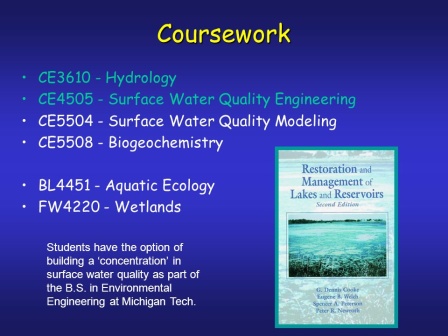 Coursework
• CE3610 - Hydrology
• CE4505 - Surface Water Quality Engineering
• CE5504 - Surface Water Quality Modeling
• CE5508 - Biogeochemistry
• BL4451 - Aquatic Ecology
• FW4220 - Wetlands
Students have the option of
building a ‘concentration’ in
surface water quality as part of
the B.S. in Environmental
Engineering at Michigan Tech.
Restoration and
Management of
Lakes and Reservoirs
Second Edition
G. Dennis Cooke
Eugene B. Welch
Spencer A. Peterson
Peter R. Newroth